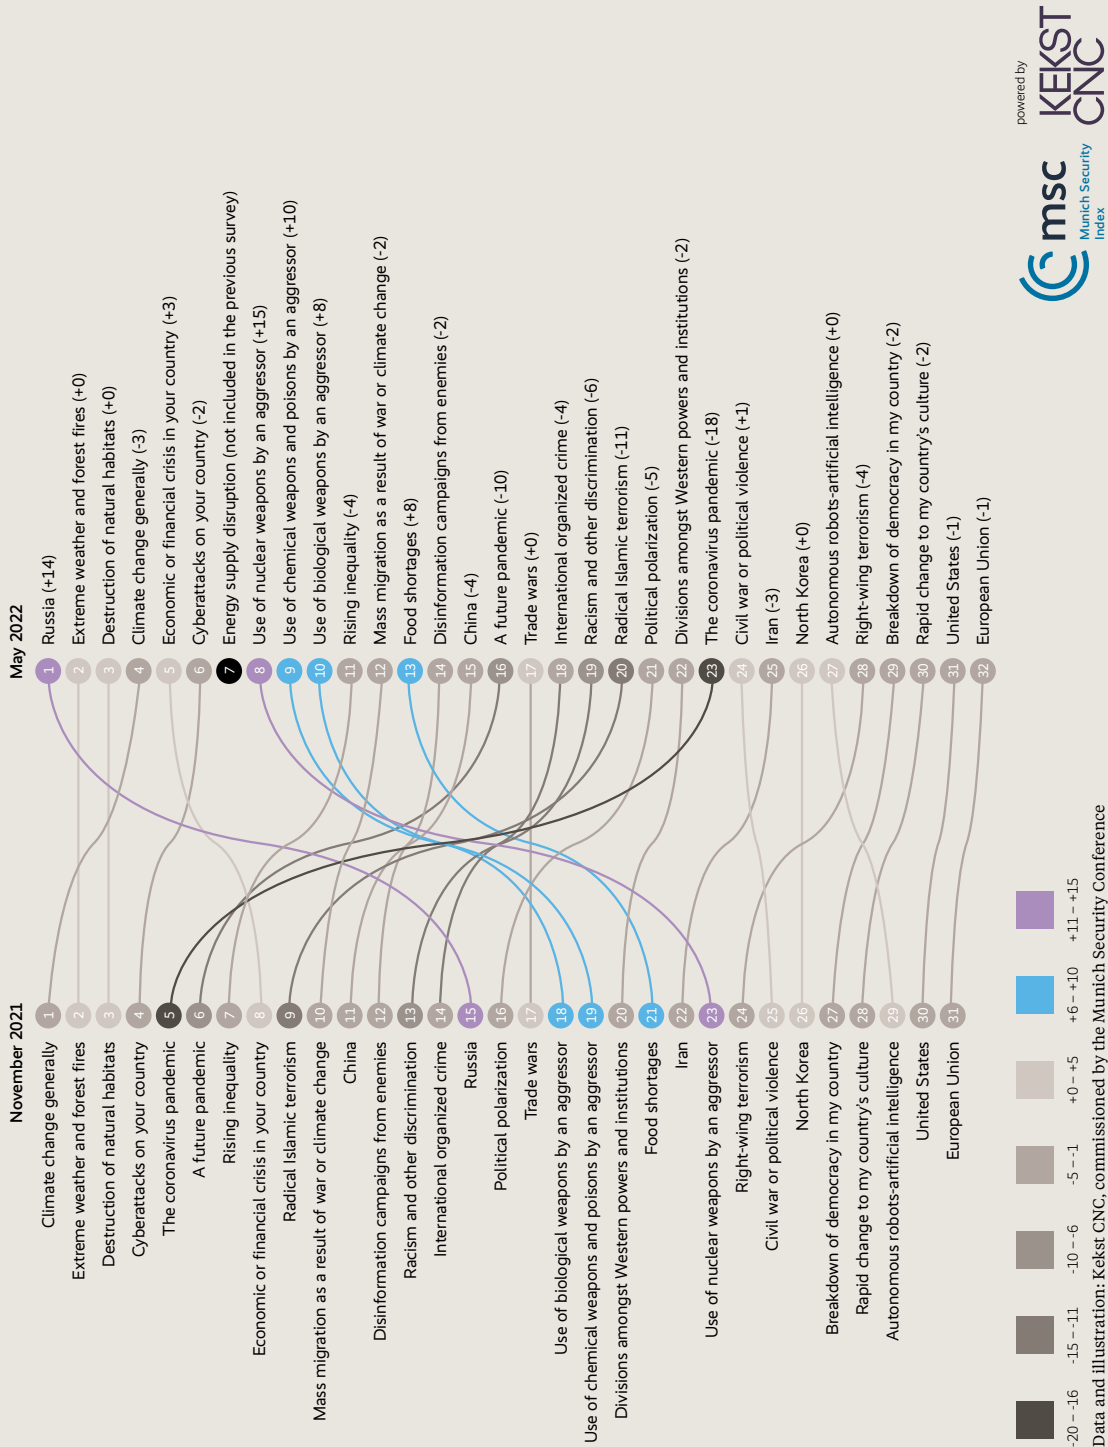 November 2021
Climate change generally 1
Extreme weather and forest fires 2
Destruction of natural habitats 3
Cyberattacks on your country 4
The coronavirus pandemic 5
A future pandemic 6
Rising inequality 7
Economic or financial crisis in your country 8
Radical Islamic terrorism 9
Mass migration as a result of war or climate change 10
China 11
Disinformation campaigns from enemies 12
Racism and other discrimination 13
International organized crime 14
Russia 15
Political polarization 16
Trade wars 17
Use of biological weapons by an aggressor 18
Use of chemical weapons and poisons by an aggressor 19
Divisions amongst Western powers and institutions 20
Food shortages 21
Iran 22
Use of nuclear weapons by an aggressor 23
Right-wing terrorism 24
Civil war or political violence 25
North Korea 26
Breakdown of democracy in my country 27
Rapid change to my country's culture 28
Autonomous robots-artificial intelligence 29
United States 30
European Union 31
May 2022
1 Russia (+14)
2 Extreme weather and forest fires (+0)
3 Destruction of natural habitats (+0)
4 Climate change generally (-3)
5 Economic or financial crisis in your country (+3)
6 Cyberattacks on your country (-2)
7 Energy supply disruption (not included in the previous survey)
8 Use of nuclear weapons by an aggressor (+15)
9 Use of chemical weapons and poisons by an aggressor (+10)
10 Use of biological weapons by an aggressor (+8)
11 Rising inequality (-4)
12 Mass migration as a result of war or climate change (-2)
13 Food shortages (+8)
14 Disinformation campaigns from enemies (-2)
15 China (-4)
16 A future pandemic (-10)
17 Trade wars (+0)
18 International organized crime (-4)
19 Racism and other discrimination (-6)
20 Radical Islamic terrorism (-11)
21 Political polarization (-5)
22 Divisions amongst Western powers and institutions (-2)
23 The coronavirus pandemic (-18)
24 Civil war or political violence (+1)
25 Iran (-3)
26 North Korea (+0)
27 Autonomous robots-artificial intelligence (+0)
28 Right-wing terrorism (-4)
29 Breakdown of democracy in my country (-2)
30 Rapid change to my country's culture (-2)
31 United States (-1)
32 European Union (-1)
-20 – -16
-15 – -11
-10 – -6
-5 – -1
+0 – +5
+6 – +10
+11 – +15
msc
Munich Security
Index
powered by
KEKST
CNC
Data and illustration: Kekst CNC, commissioned by the Munich Security Conference